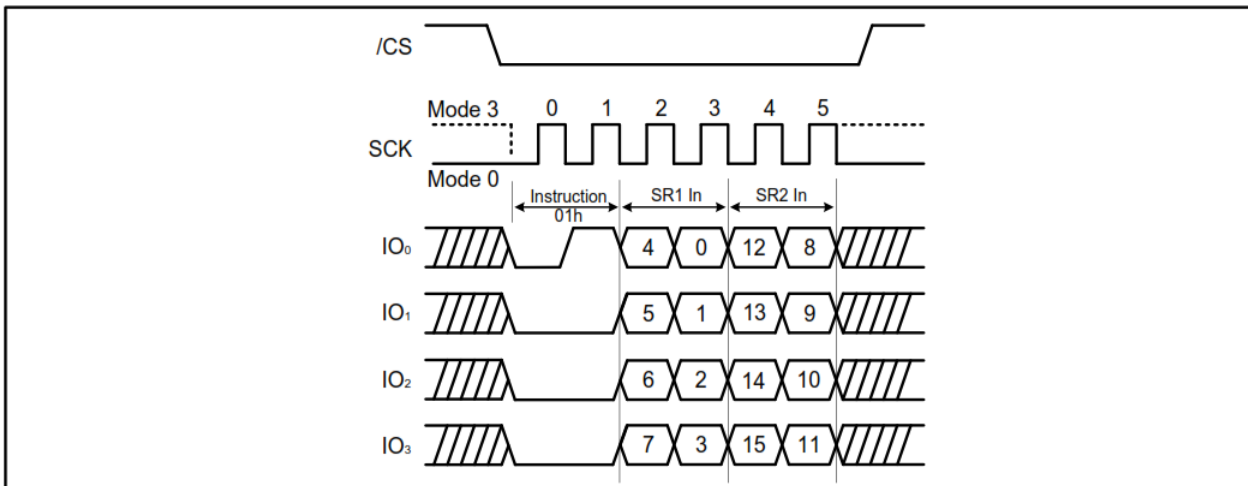 /CS
Mode 3 0 1 2 3 4 5
SCK
Mode 0
Instruction SR1 In SR2 In
01h
IO₀ 4 0 12 8
IO₁ 5 1 13 9
IO₂ 6 2 14 10
IO₃ 7 3 15 11